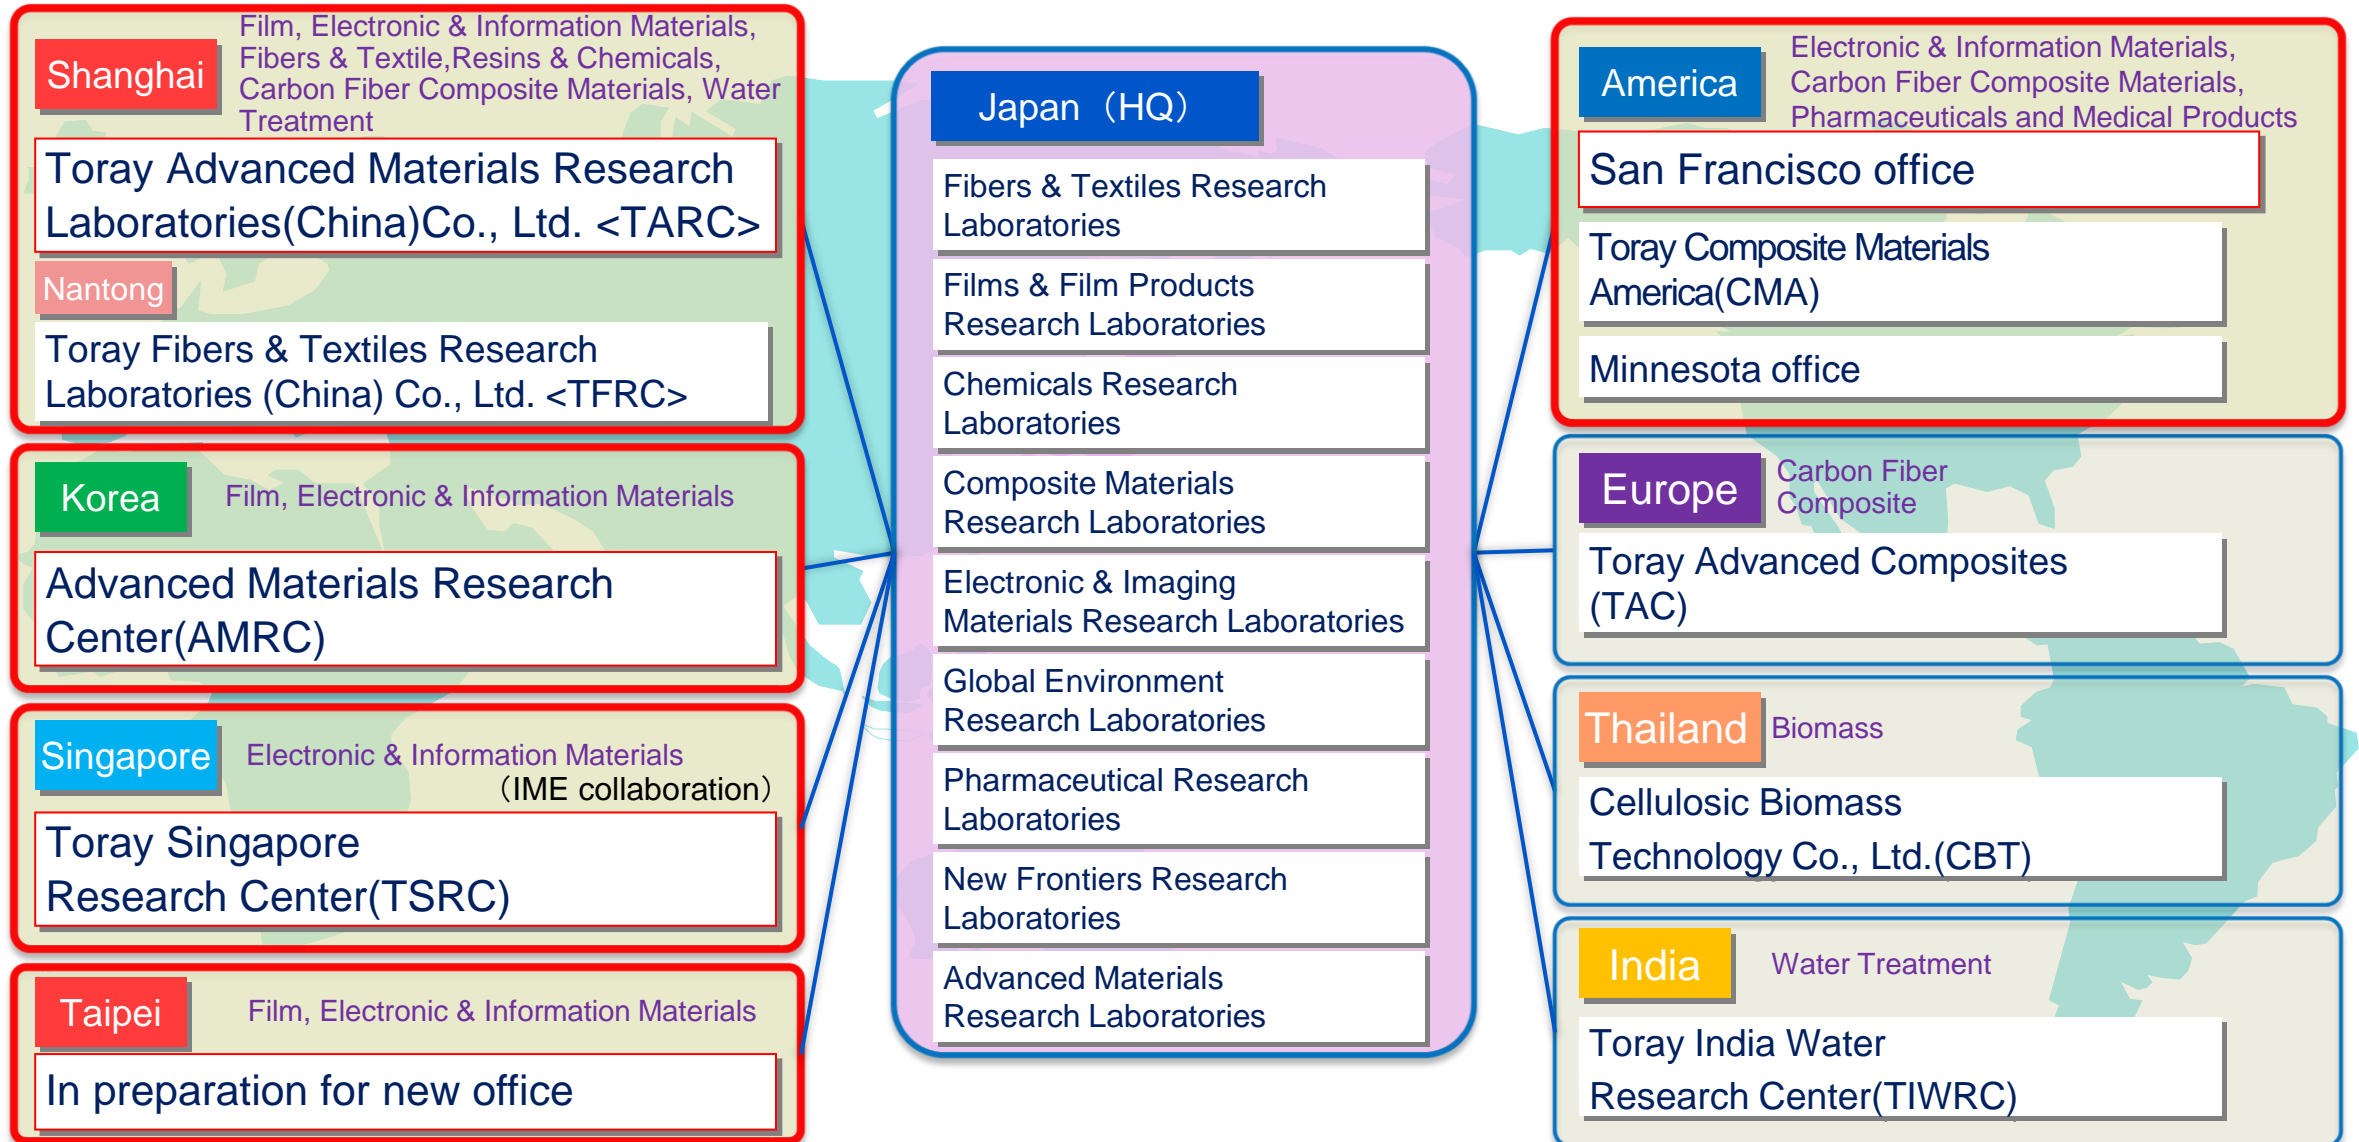 Shanghai
Film, Electronic & Information Materials,
Fibers & Textile,Resins & Chemicals,
Carbon Fiber Composite Materials, Water
Treatment
Toray Advanced Materials Research
Laboratories(China)Co., Ltd. <TARC>
Nantong
Toray Fibers & Textiles Research
Laboratories (China) Co., Ltd. <TFRC>
Korea
Film, Electronic & Information Materials
Advanced Materials Research
Center(AMRC)
Singapore
Electronic & Information Materials
（IME collaboration）
Toray Singapore
Research Center(TSRC)
Taipei
Film, Electronic & Information Materials
In preparation for new office
Japan（HQ）
Fibers & Textiles Research
Laboratories
Films & Film Products
Research Laboratories
Chemicals Research
Laboratories
Composite Materials
Research Laboratories
Electronic & Imaging
Materials Research Laboratories
Global Environment
Research Laboratories
Pharmaceutical Research
Laboratories
New Frontiers Research
Laboratories
Advanced Materials
Research Laboratories
America
Electronic & Information Materials,
Carbon Fiber Composite Materials,
Pharmaceuticals and Medical Products
San Francisco office
Toray Composite Materials
America(CMA)
Minnesota office
Europe
Carbon Fiber
Composite
Toray Advanced Composites
(TAC)
Thailand
Biomass
Cellulosic Biomass
Technology Co., Ltd.(CBT)
India
Water Treatment
Toray India Water
Research Center(TIWRC)